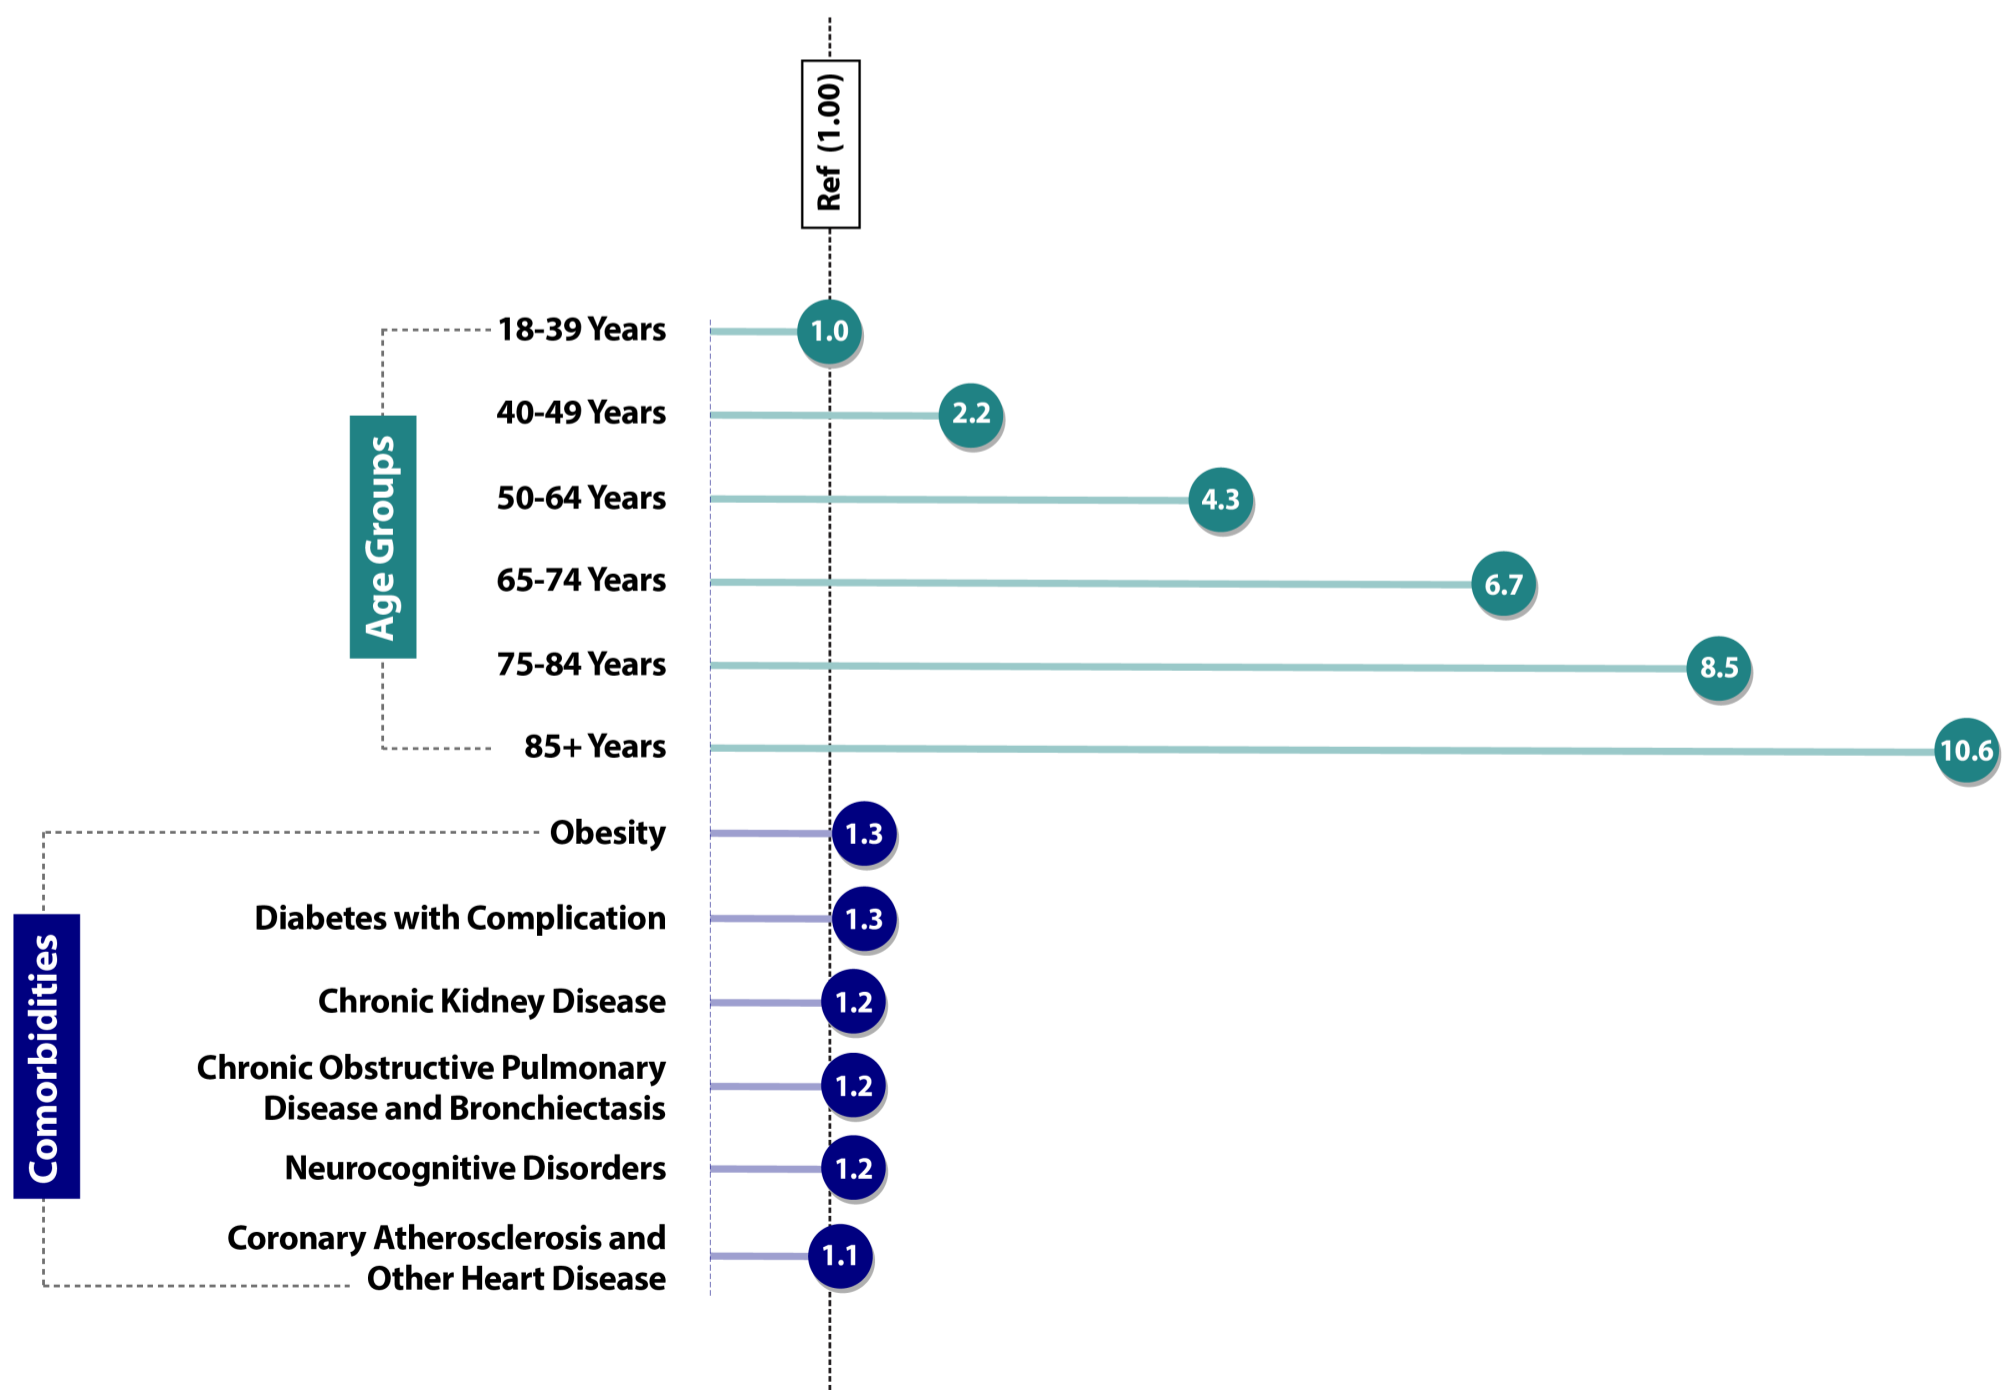 Ref (1.00)
Age Groups
18-39 Years
1.0
40-49 Years
2.2
50-64 Years
4.3
65-74 Years
6.7
75-84 Years
8.5
85+ Years
10.6
Comorbidities
Obesity
1.3
Diabetes with Complication
1.3
Chronic Kidney Disease
1.2
Chronic Obstructive Pulmonary
Disease and Bronchiectasis
1.2
Neurocognitive Disorders
1.2
Coronary Atherosclerosis and
Other Heart Disease
1.1